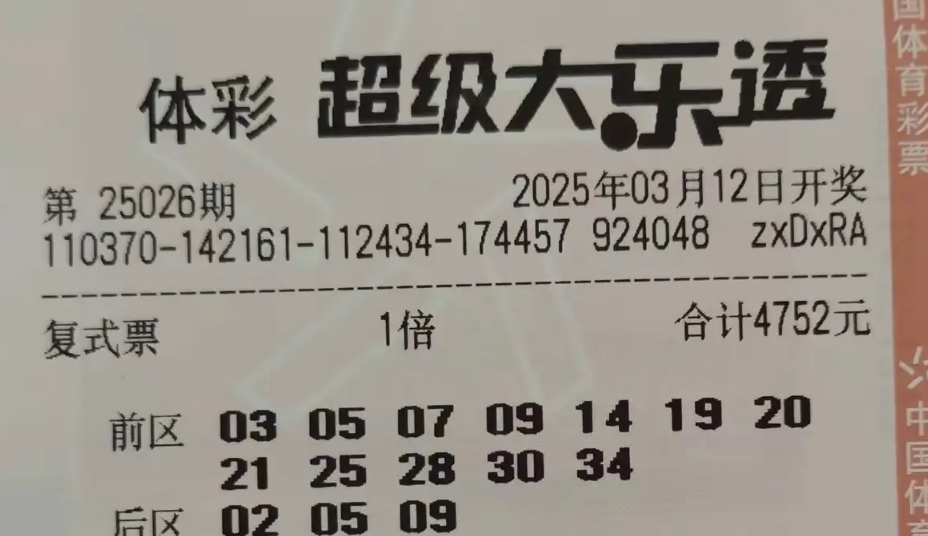 体彩 超级大乐透
第 25026期 2025年03月12日开奖
110370-142161-112434-174457 924048 zxDxRA
复式票 1倍 合计4752元
前区 03 05 07 09 14 19 20
21 25 28 30 34
后区 02 05 09
国体育彩票
中国体育